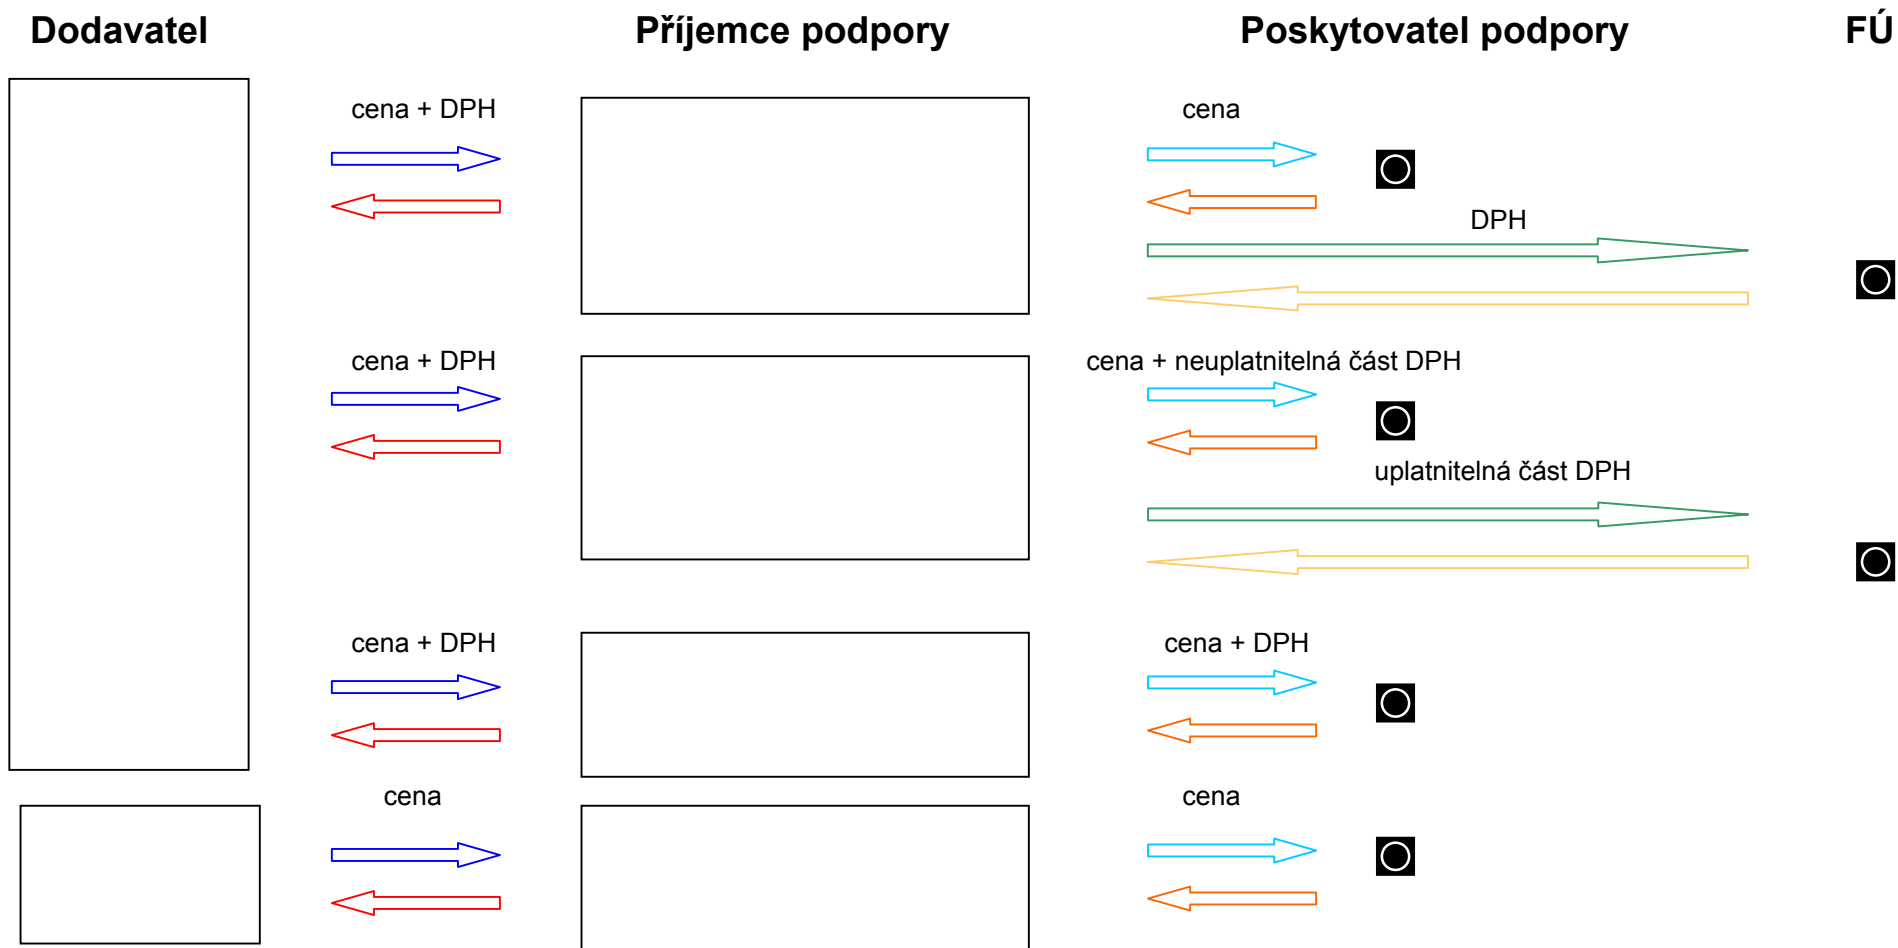 Dodavatel
Příjemce podpory
Poskytovatel podpory
FÚ
cena + DPH
cena
DPH
cena + DPH
cena + neuplatnitelná část DPH
uplatnitelná část DPH
cena + DPH
cena + DPH
cena
cena